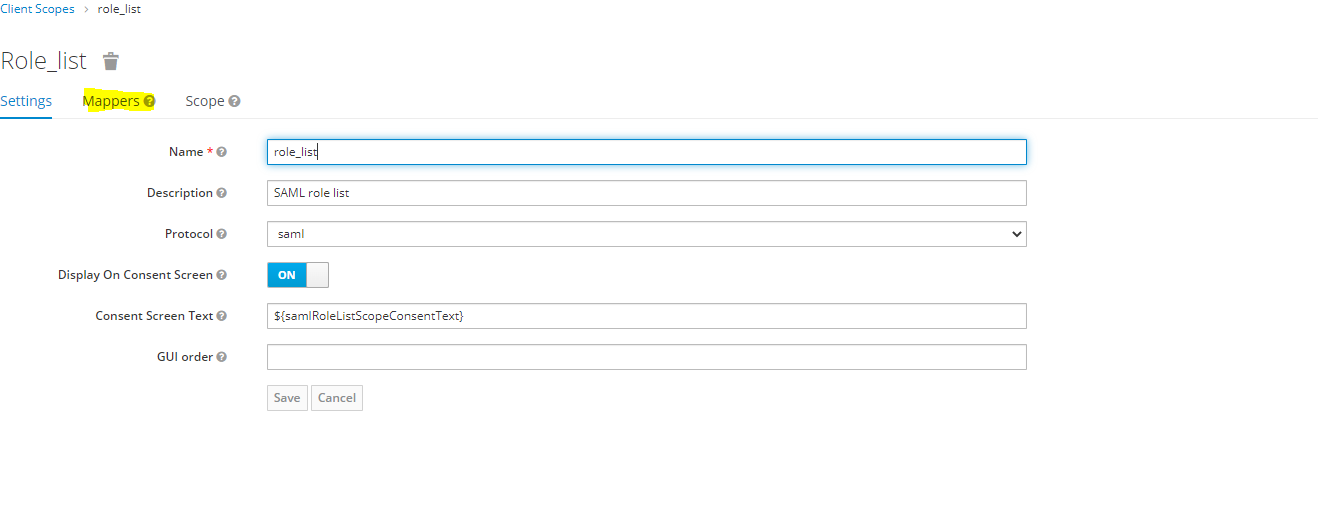 Client Scopes > role_list
Role_list
Settings Mappers Scope
Name * role_list
Description SAML role list
Protocol saml
Display On Consent Screen ON
Consent Screen Text ${samlRoleListScopeConsentText}
GUI order
Save Cancel